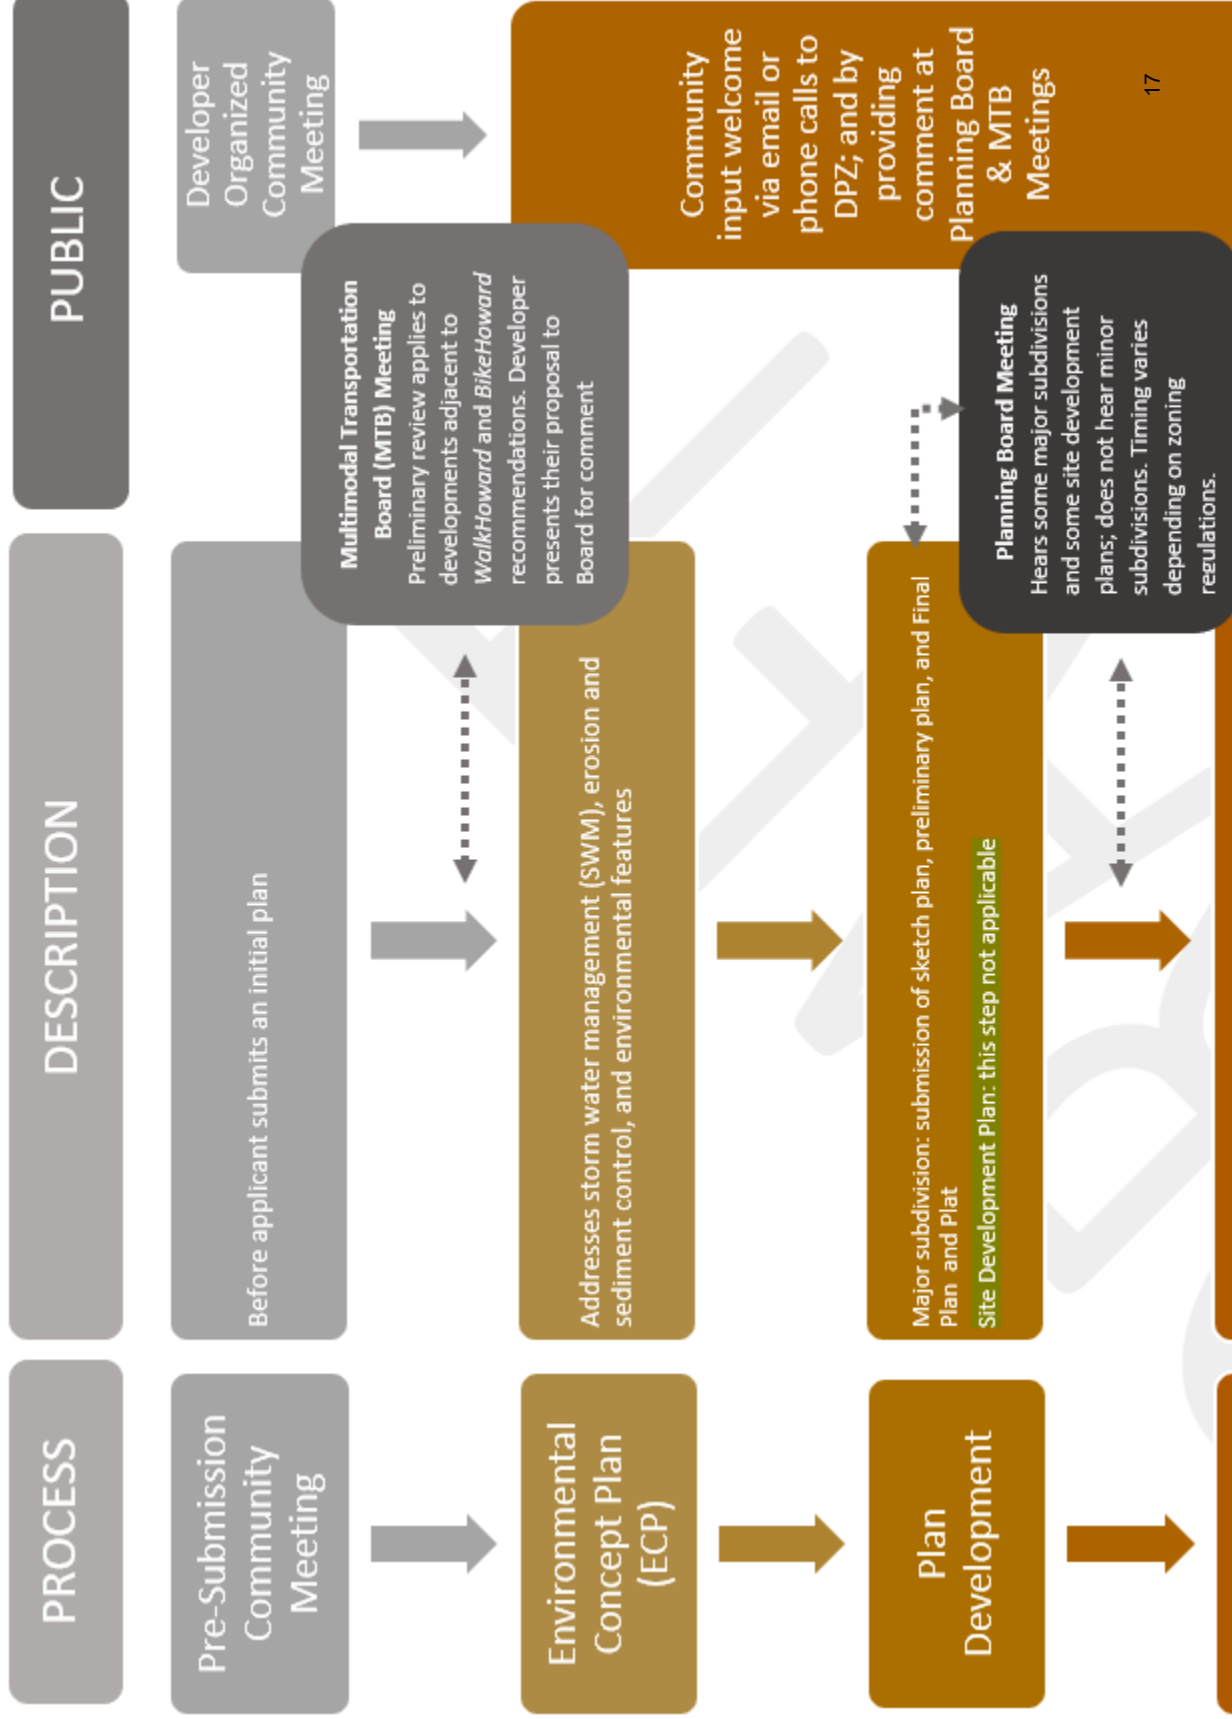 PROCESS
DESCRIPTION
PUBLIC
Pre-Submission
Community
Meeting
Before applicant submits an initial plan
Developer
Organized
Community
Meeting
Multimodal Transportation
Board (MTB) Meeting
Preliminary review applies to
developments adjacent to
WalkHoward and BikeHoward
recommendations. Developer
presents their proposal to
Board for comment
Environmental
Concept Plan
(ECP)
Addresses storm water management (SWM), erosion and
sediment control, and environmental features
Community
input welcome
via email or
phone calls to
DPZ; and by
providing
comment at
Planning Board
& MTB
Meetings
Plan
Development
Major subdivision: submission of sketch plan, preliminary plan, and Final
Plan and Plat
Site Development Plan: this step not applicable
Planning Board Meeting
Hears some major subdivisions
and some site development
plans; does not hear minor
subdivisions. Timing varies
depending on zoning
regulations.
17